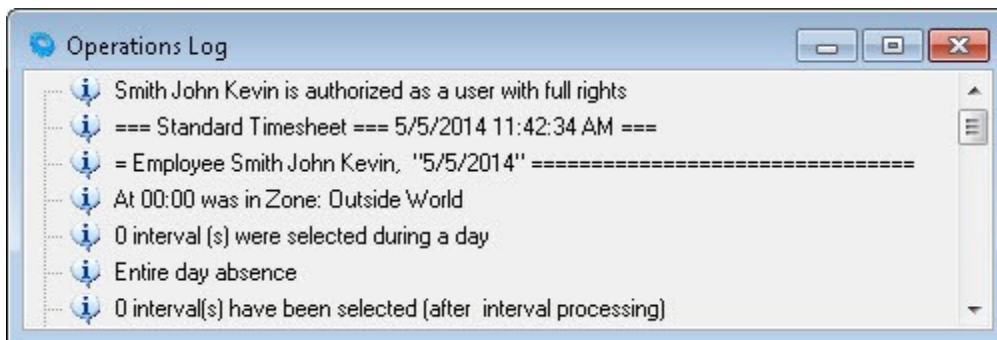 Operations Log
Smith John Kevin is authorized as a user with full rights
=== Standard Timesheet === 5/5/2014 11:42:34 AM ===
= Employee Smith John Kevin,  "5/5/2014" ================================
At 00:00 was in Zone: Outside World
0 interval (s) were selected during a day
Entire day absence
0 interval(s) have been selected (after  interval processing)